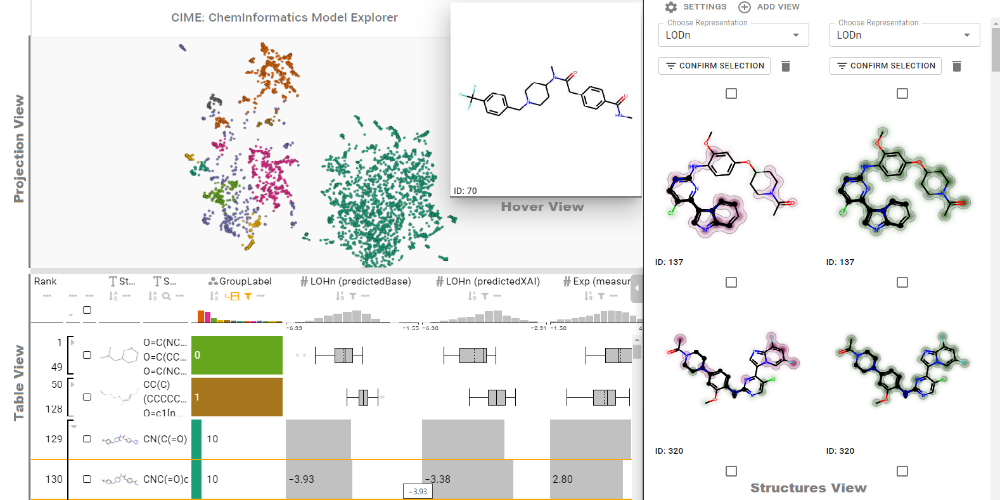 CIME: ChemInformatics Model Explorer
Projection View
ID: 70
Hover View
SETTINGS
ADD VIEW
Choose Representation
LODn
CONFIRM SELECTION
Choose Representation
LODn
CONFIRM SELECTION
ID: 137
ID: 137
ID: 320
ID: 320
Structures View
Table View
Rank
St...
S...
GroupLabel
# LOHn (predictedBase)
# LOHn (predictedXAI)
# Exp (measur
−6.33
−1.55
−6.30
−2.31
−1.50
4
1
49
O=C(NC...
O=C(CC...
O=C(NC...
0
50
128
CC(C)
(CCCCC...
O=c1[n...
1
129
CN(C(=O)
10
130
CNC(=O)c
10
−3.93
−3.38
2.80
−3.93